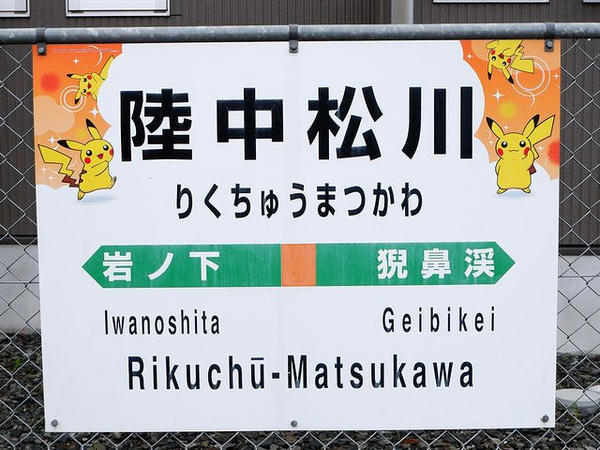 陸中松川
りくちゅうまつかわ
岩ノ下 猊鼻渓
Iwanoshita Geibikei
Rikuchū-Matsukawa